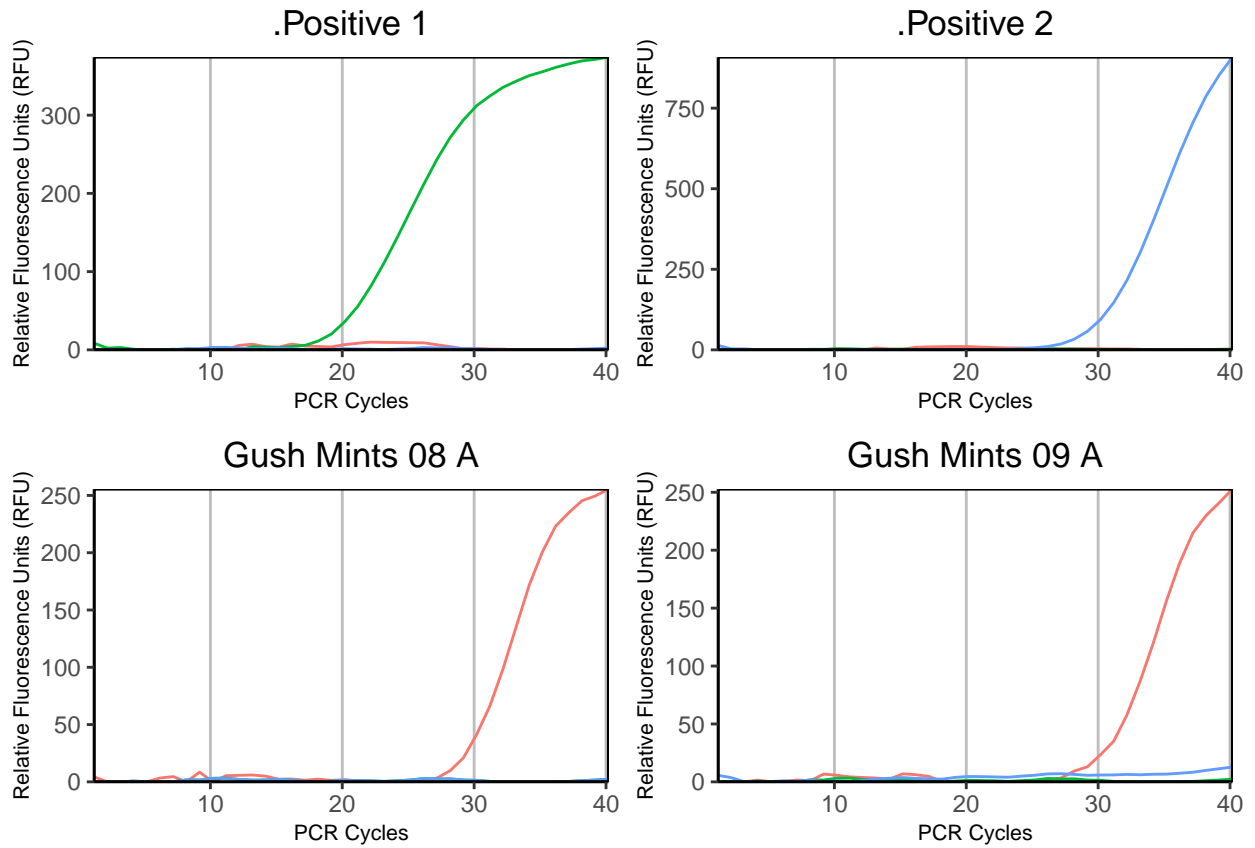 .Positive 1
Relative Fluorescence Units (RFU)
300
200
100
0
10 20 30 40
PCR Cycles
.Positive 2
Relative Fluorescence Units (RFU)
750
500
250
0
10 20 30 40
PCR Cycles
Gush Mints 08 A
Relative Fluorescence Units (RFU)
250
200
150
100
50
0
10 20 30 40
PCR Cycles
Gush Mints 09 A
Relative Fluorescence Units (RFU)
250
200
150
100
50
0
10 20 30 40
PCR Cycles